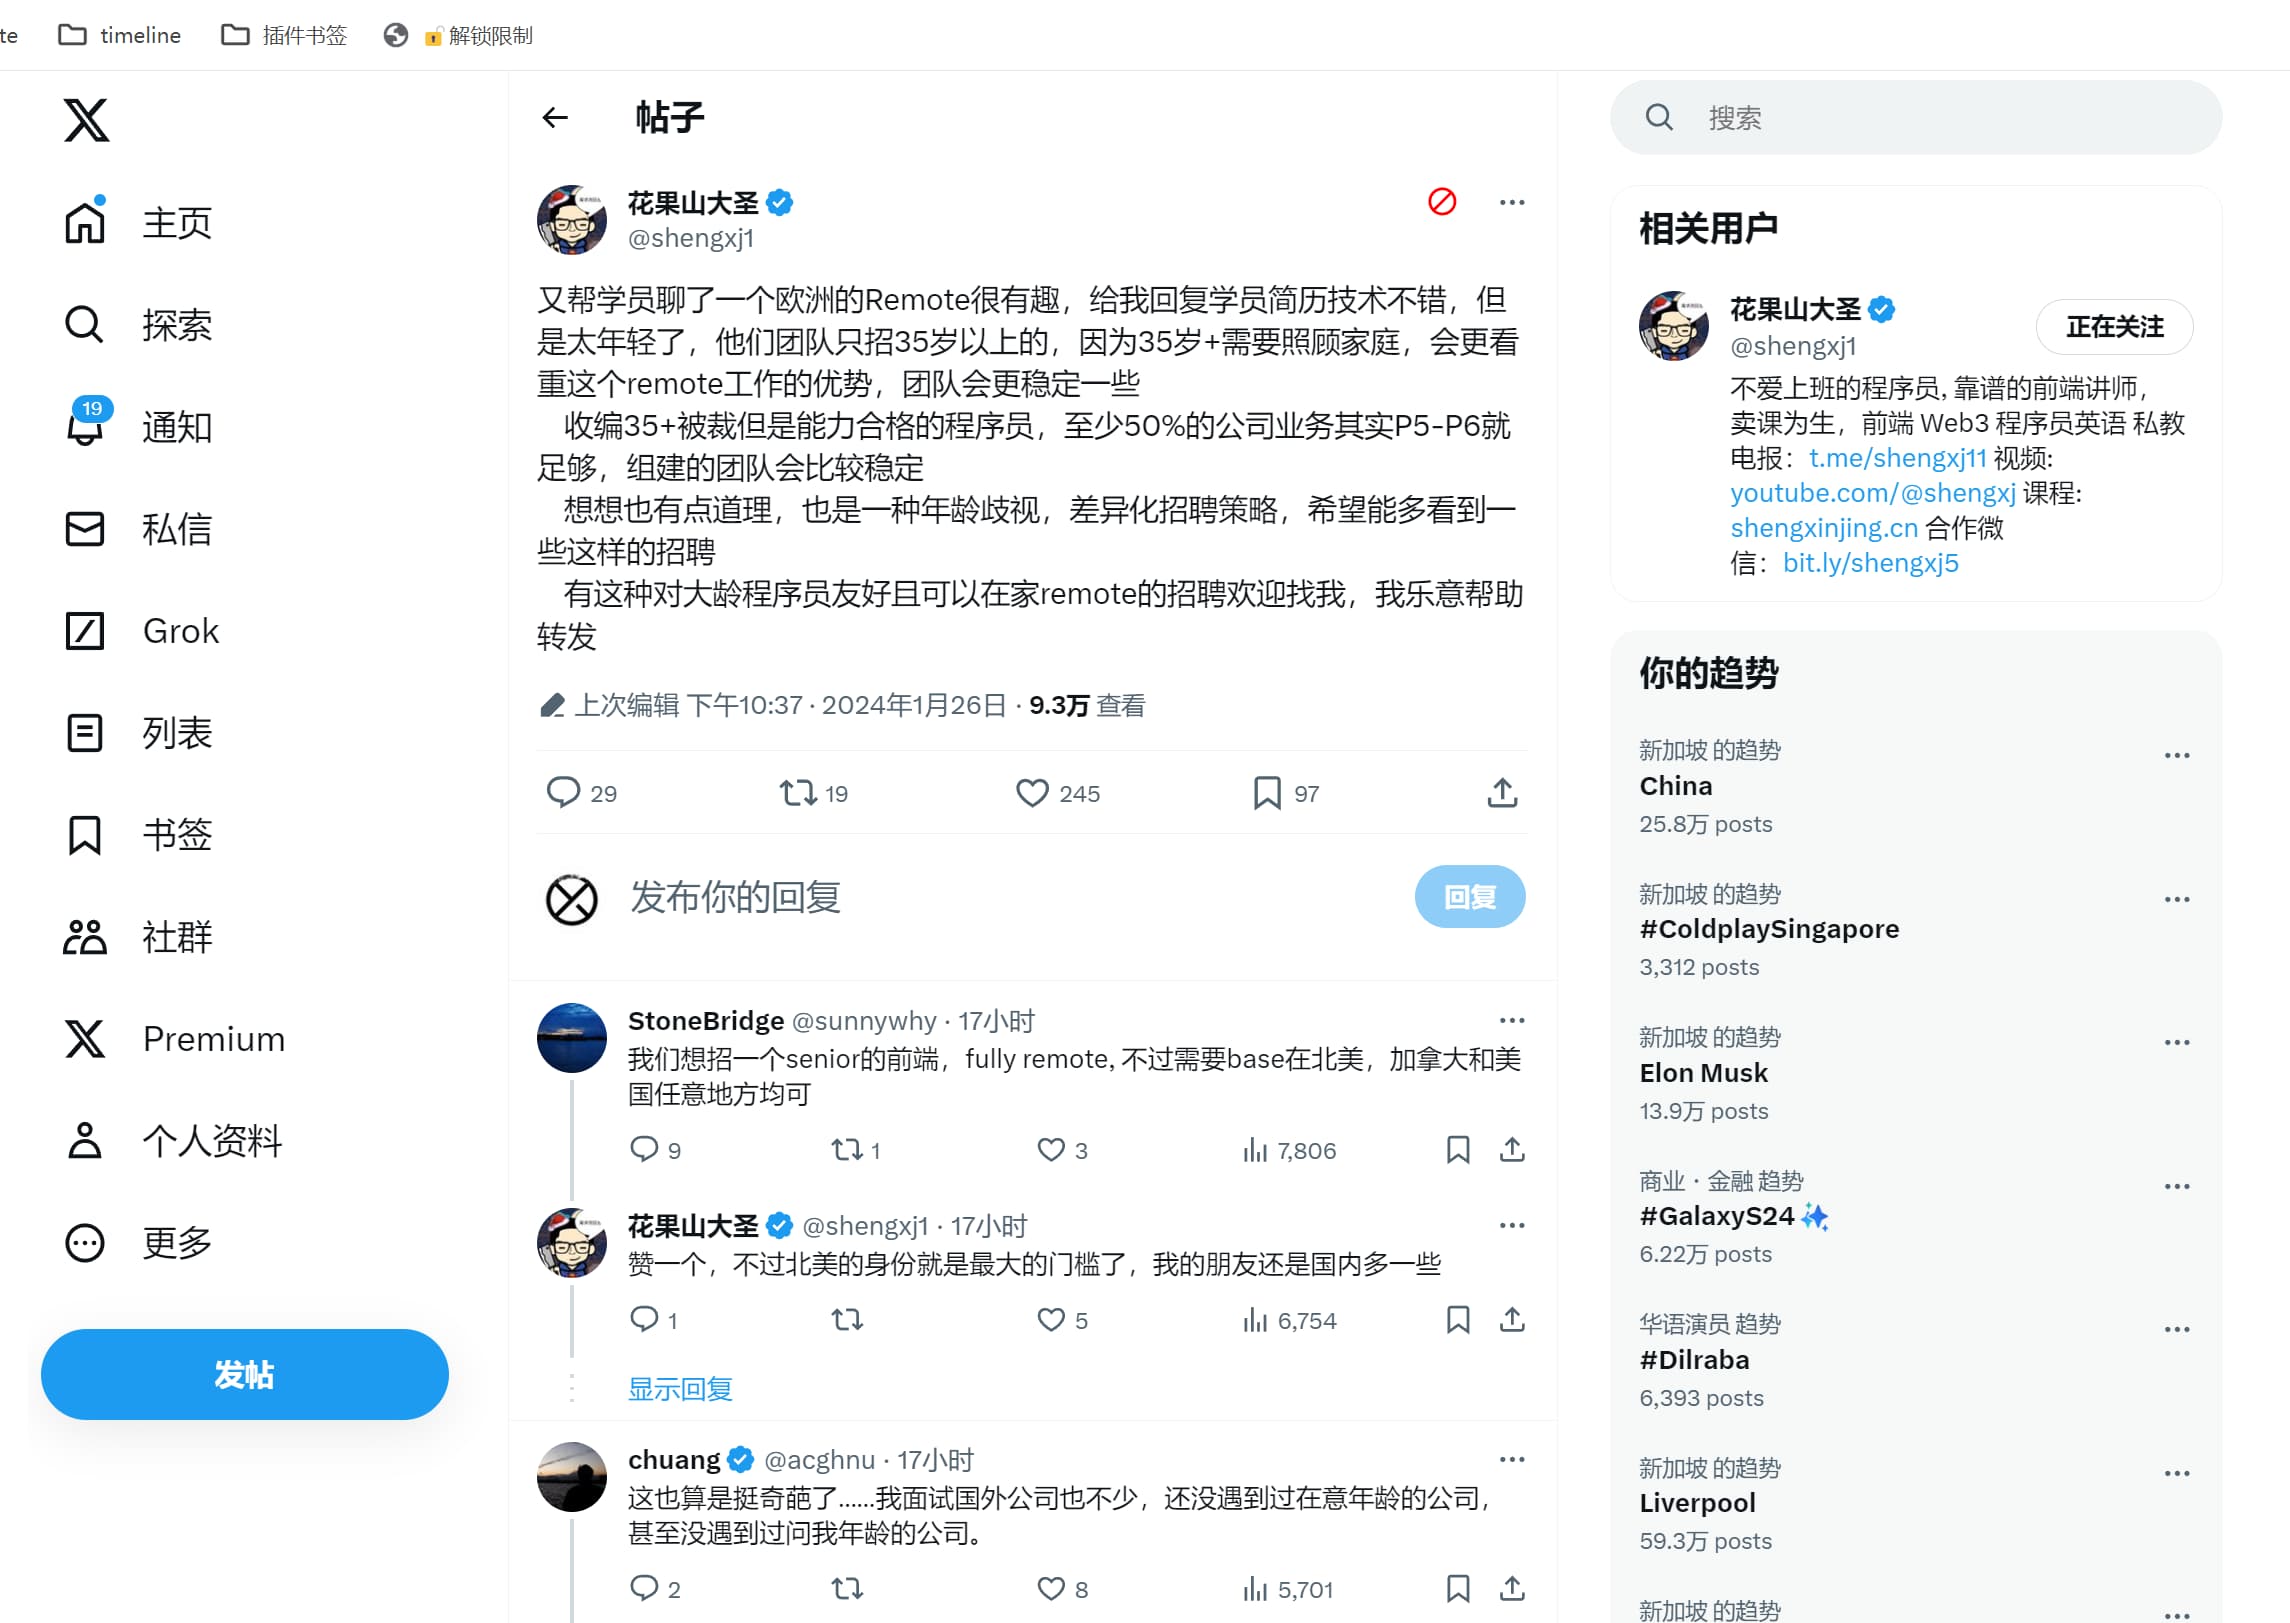 te
timeline
插件书签
🔓解锁限制
主页
探索
19
通知
私信
Grok
列表
书签
社群
Premium
个人资料
更多
发帖
帖子
花果山大圣
@shengxj1
又帮学员聊了一个欧洲的Remote很有趣，给我回复学员简历技术不错，但
是太年轻了，他们团队只招35岁以上的，因为35岁+需要照顾家庭，会更看
重这个remote工作的优势，团队会更稳定一些
收编35+被裁但是能力合格的程序员，至少50%的公司业务其实P5-P6就
足够，组建的团队会比较稳定
想想也有点道理，也是一种年龄歧视，差异化招聘策略，希望能多看到一
些这样的招聘
有这种对大龄程序员友好且可以在家remote的招聘欢迎找我，我乐意帮助
转发
上次编辑 下午10:37 · 2024年1月26日 · 9.3万 查看
29 19 245 97
发布你的回复
回复
StoneBridge @sunnywhy · 17小时
我们想招一个senior的前端，fully remote, 不过需要base在北美，加拿大和美
国任意地方均可
9 1 3 7,806
花果山大圣 @shengxj1 · 17小时
赞一个，不过北美的身份就是最大的门槛了，我的朋友还是国内多一些
1 5 6,754
显示回复
chuang @acghnu · 17小时
这也算是挺奇葩了......我面试国外公司也不少，还没遇到过在意年龄的公司，
甚至没遇到过问我年龄的公司。
2 8 5,701
搜索
相关用户
花果山大圣
@shengxj1
正在关注
不爱上班的程序员, 靠谱的前端讲师，
卖课为生，前端 Web3 程序员英语 私教
电报：t.me/shengxj11 视频:
youtube.com/@shengxj 课程:
shengxinjing.cn 合作微
信：bit.ly/shengxj5
你的趋势
新加坡 的趋势
China
25.8万 posts
新加坡 的趋势
#ColdplaySingapore
3,312 posts
新加坡 的趋势
Elon Musk
13.9万 posts
商业 · 金融 趋势
#GalaxyS24
6.22万 posts
华语演员 趋势
#Dilraba
6,393 posts
新加坡 的趋势
Liverpool
59.3万 posts
新加坡 的趋势